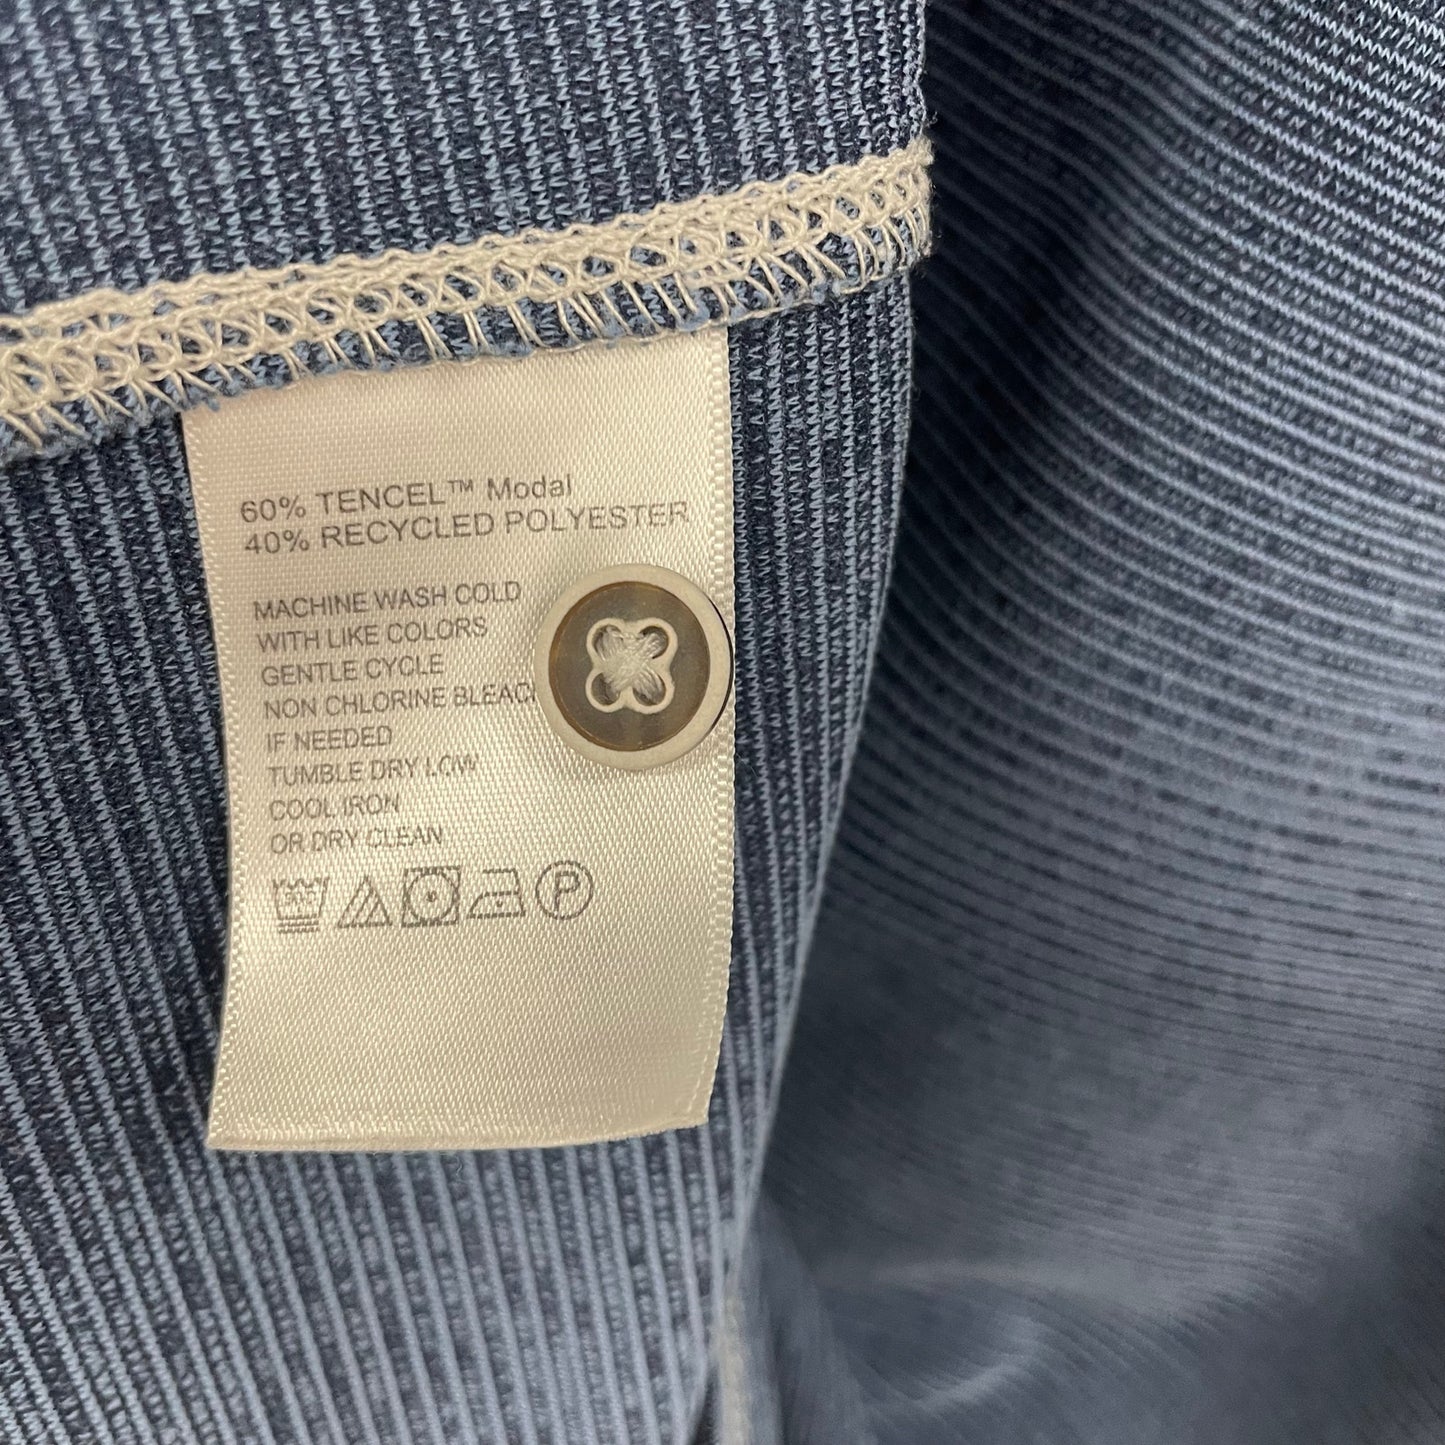 60% TENCEL™ Modal
40% RECYCLED POLYESTER
MACHINE WASH COLD
WITH LIKE COLORS
GENTLE CYCLE
NON CHLORINE BLEACH
IF NEEDED
TUMBLE DRY LOW
COOL IRON
OR DRY CLEAN
P